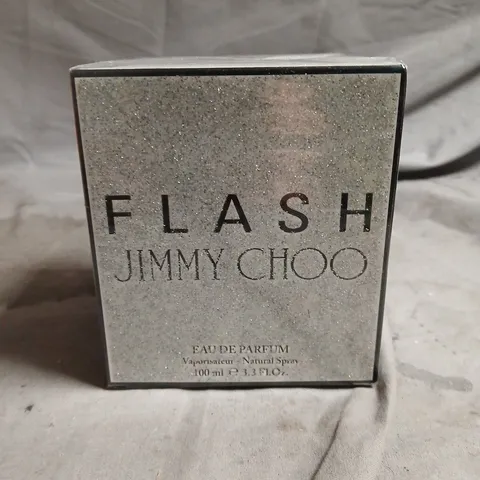 FLASH
JIMMY CHOO
EAU DE PARFUM
Vaporisateur - Natural Spray
100 ml ℮ 3.3 FL.Oz.